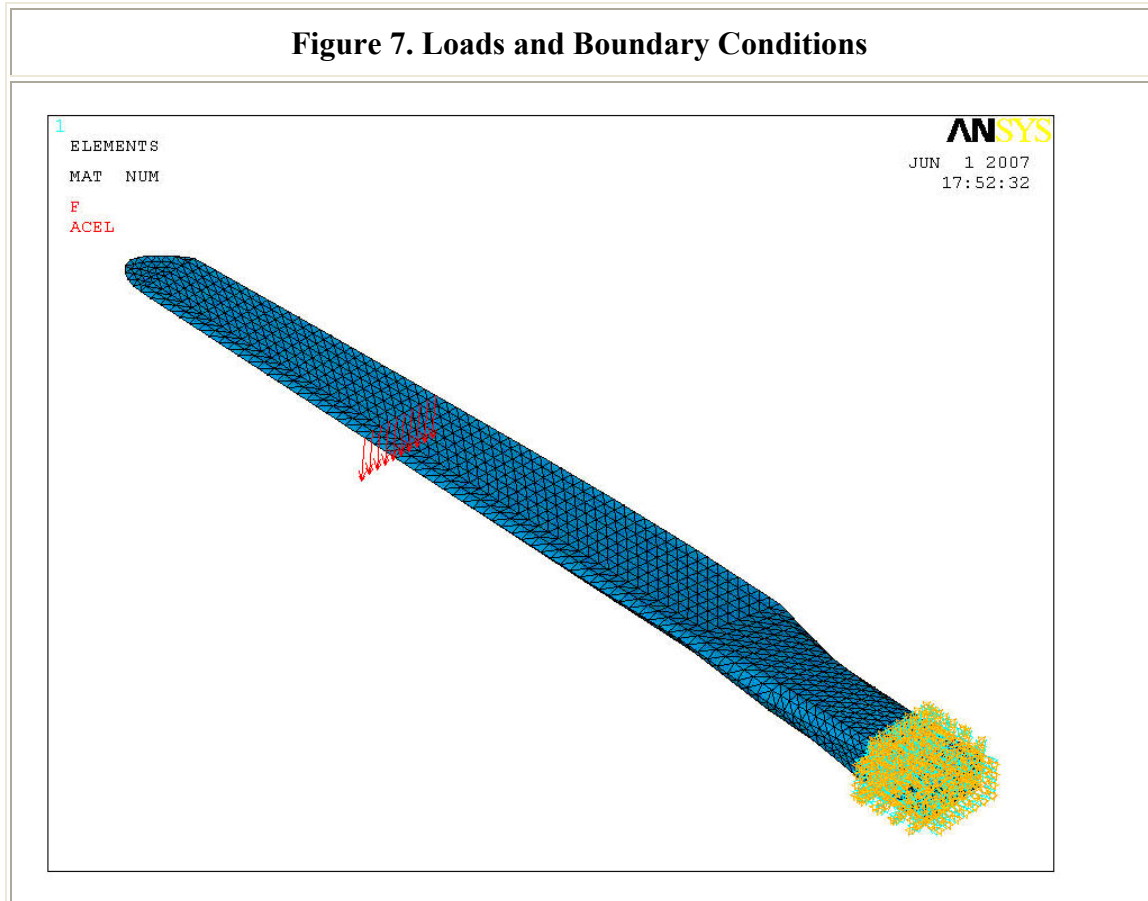 Figure 7. Loads and Boundary Conditions
1
ELEMENTS
MAT NUM
F
ACEL
ANSYS
JUN 1 2007
17:52:32